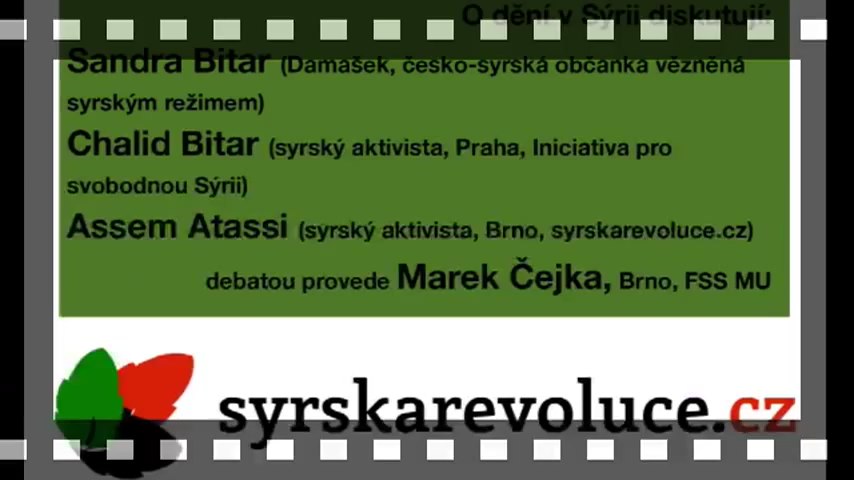 O dění v Sýrii diskutují:
Sandra Bitar (Damašek, česko-syrská občanka vězněná
syrským režimem)
Chalid Bitar (syrský aktivista, Praha, Iniciativa pro
svobodnou Sýrii)
Assem Atassi (syrský aktivista, Brno, syrskarevoluce.cz)
debatou provede Marek Čejka, Brno, FSS MU
syrskarevoluce.cz